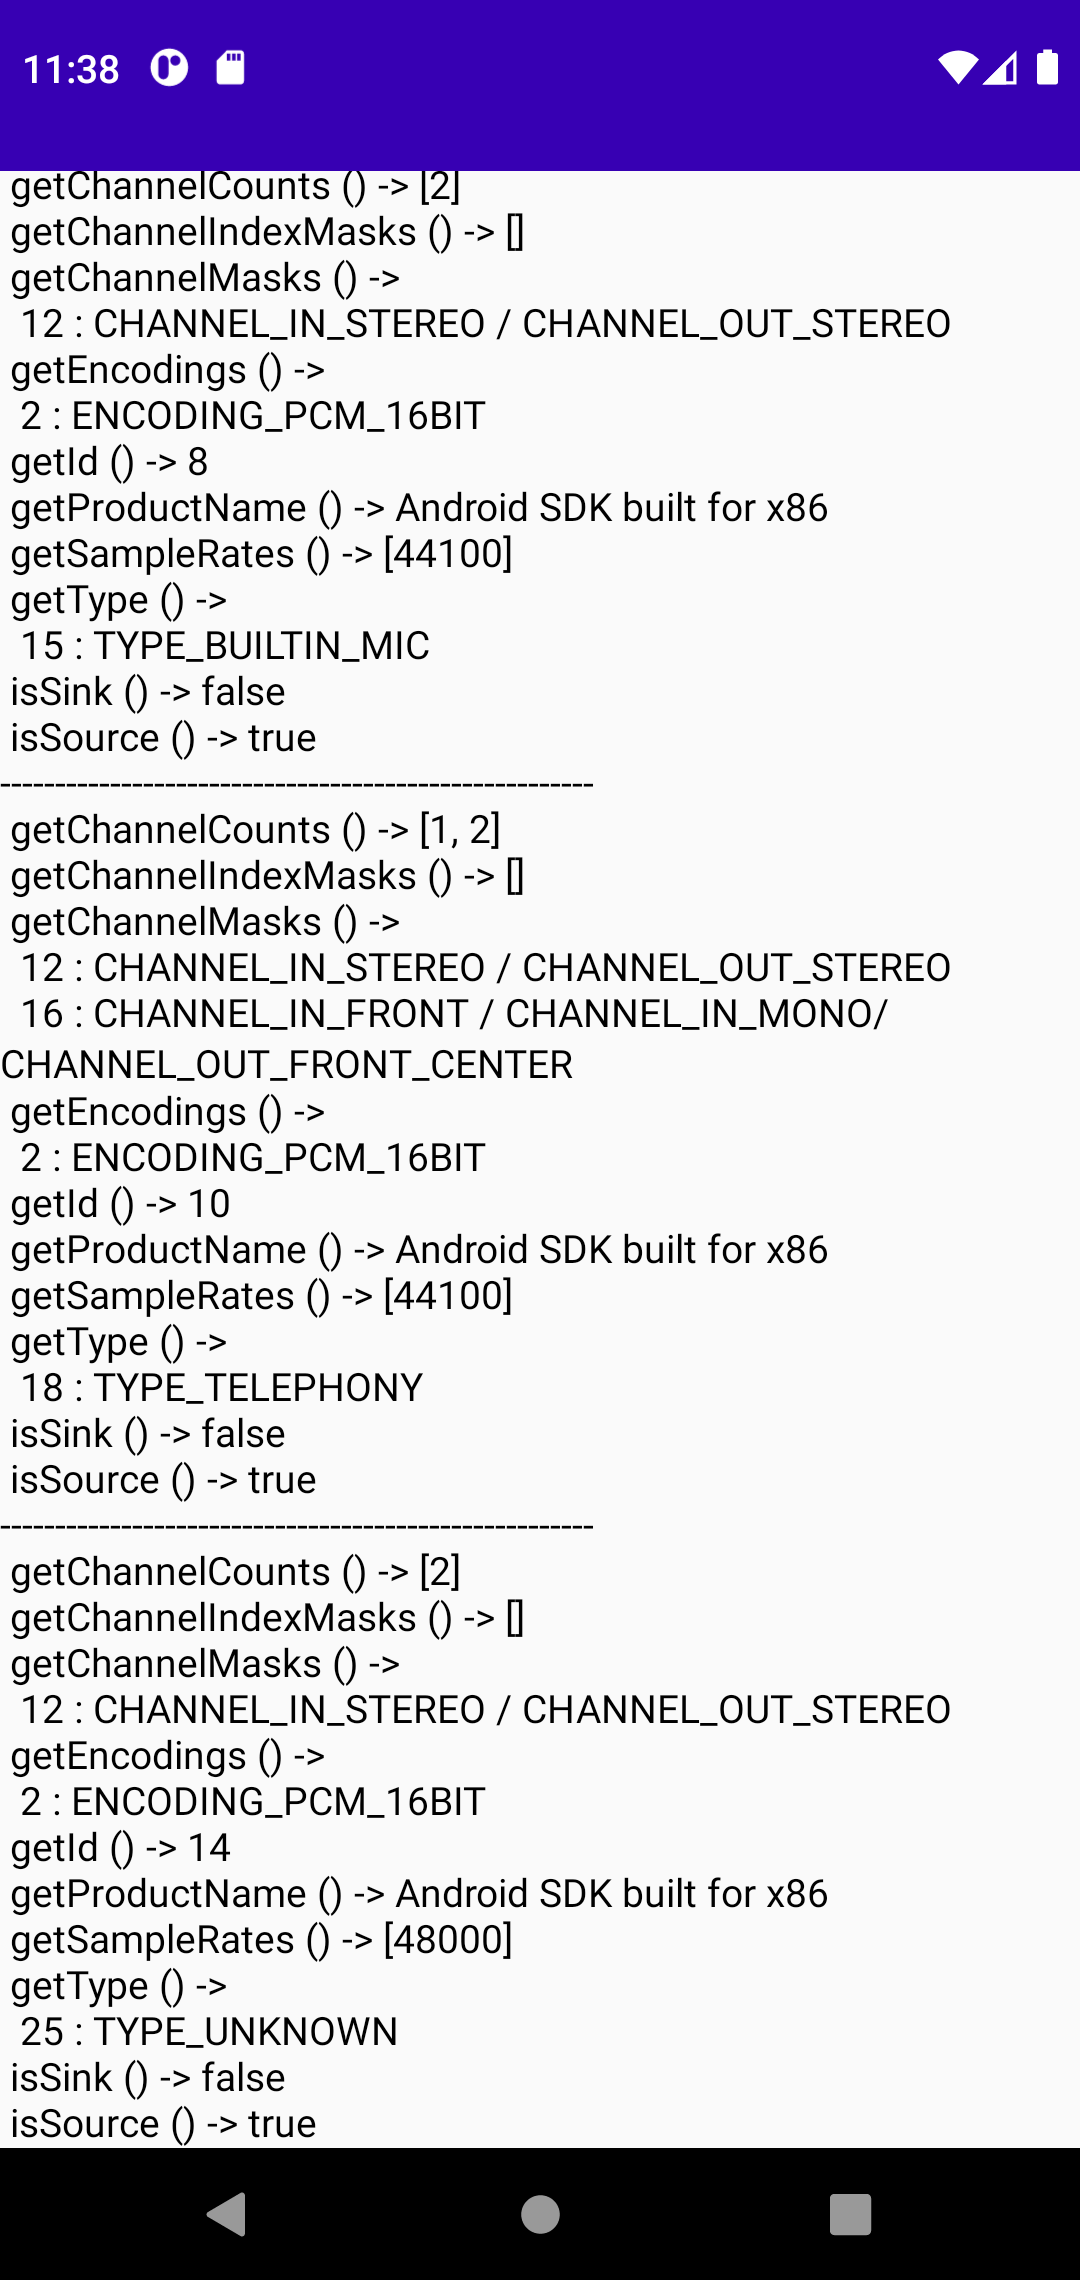 11:38
getChannelCounts () -> [2]
getChannelIndexMasks () -> []
getChannelMasks () ->
12 : CHANNEL_IN_STEREO / CHANNEL_OUT_STEREO
getEncodings () ->
2 : ENCODING_PCM_16BIT
getId () -> 8
getProductName () -> Android SDK built for x86
getSampleRates () -> [44100]
getType () ->
15 : TYPE_BUILTIN_MIC
isSink () -> false
isSource () -> true
------------------------------------------------------
getChannelCounts () -> [1, 2]
getChannelIndexMasks () -> []
getChannelMasks () ->
12 : CHANNEL_IN_STEREO / CHANNEL_OUT_STEREO
16 : CHANNEL_IN_FRONT / CHANNEL_IN_MONO/
CHANNEL_OUT_FRONT_CENTER
getEncodings () ->
2 : ENCODING_PCM_16BIT
getId () -> 10
getProductName () -> Android SDK built for x86
getSampleRates () -> [44100]
getType () ->
18 : TYPE_TELEPHONY
isSink () -> false
isSource () -> true
------------------------------------------------------
getChannelCounts () -> [2]
getChannelIndexMasks () -> []
getChannelMasks () ->
12 : CHANNEL_IN_STEREO / CHANNEL_OUT_STEREO
getEncodings () ->
2 : ENCODING_PCM_16BIT
getId () -> 14
getProductName () -> Android SDK built for x86
getSampleRates () -> [48000]
getType () ->
25 : TYPE_UNKNOWN
isSink () -> false
isSource () -> true